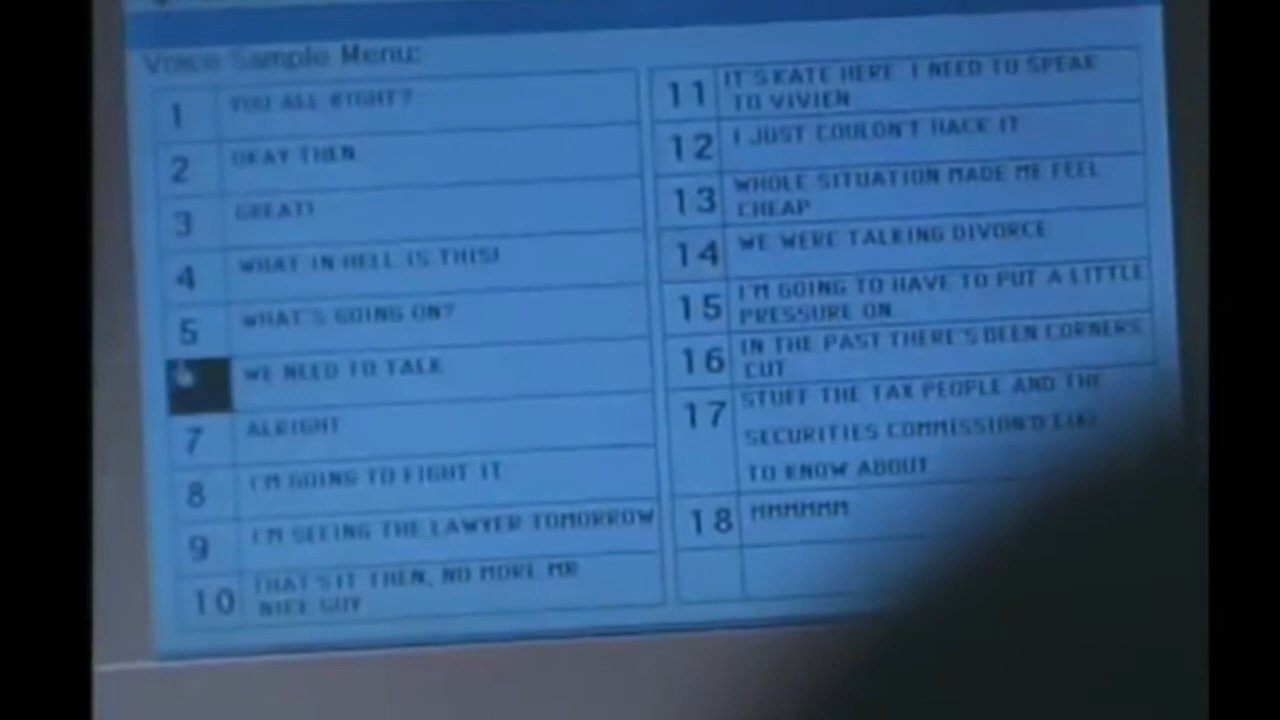 Voice Sample Menu:
1 YOU ALL RIGHT?
2 OKAY THEN
3 GREAT!
4 WHAT IN HELL IS THIS!
5 WHAT'S GOING ON?
WE NEED TO TALK
7 ALRIGHT
8 I'M GOING TO FIGHT IT
9 I'M SEEING THE LAWYER TOMORROW
10 THAT'S IT THEN, NO MORE MR
NICE GUY
11 IT'S KATE HERE I NEED TO SPEAK
TO VIVIEN
12 I JUST COULDN'T HACK IT
13 WHOLE SITUATION MADE ME FEEL
CHEAP
14 WE WERE TALKING DIVORCE
15 I'M GOING TO HAVE TO PUT A LITTLE
PRESSURE ON
16 IN THE PAST THERE'S BEEN CORNERS
CUT
17 STUFF THE TAX PEOPLE AND THE
SECURITIES COMMISSION'D LIKE
TO KNOW ABOUT
18 MMMMMM